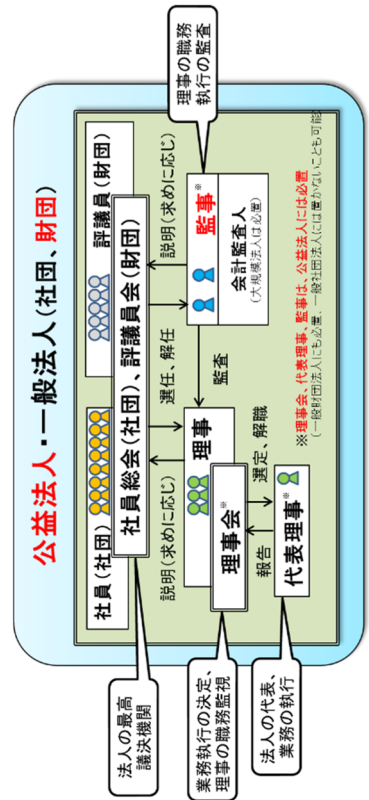 公益法人・一般法人(社団、財団)
社員(社団)
評議員(財団)
社員総会(社団)、評議員会(財団)
法人の最高
議決機関
説明(求めに応じ)
選任、解任
説明(求めに応じ)
理事
監査
監事※
会計監査人
(大規模法人は必置)
理事の職務
執行の監査
理事会※
業務執行の決定、
理事の職務監視
報告
選定、解職
代表理事※
法人の代表、
業務の執行
※理事会、代表理事、監事は、公益法人には必置
(一般財団法人にも必置、一般社団法人には置かないことも可能)